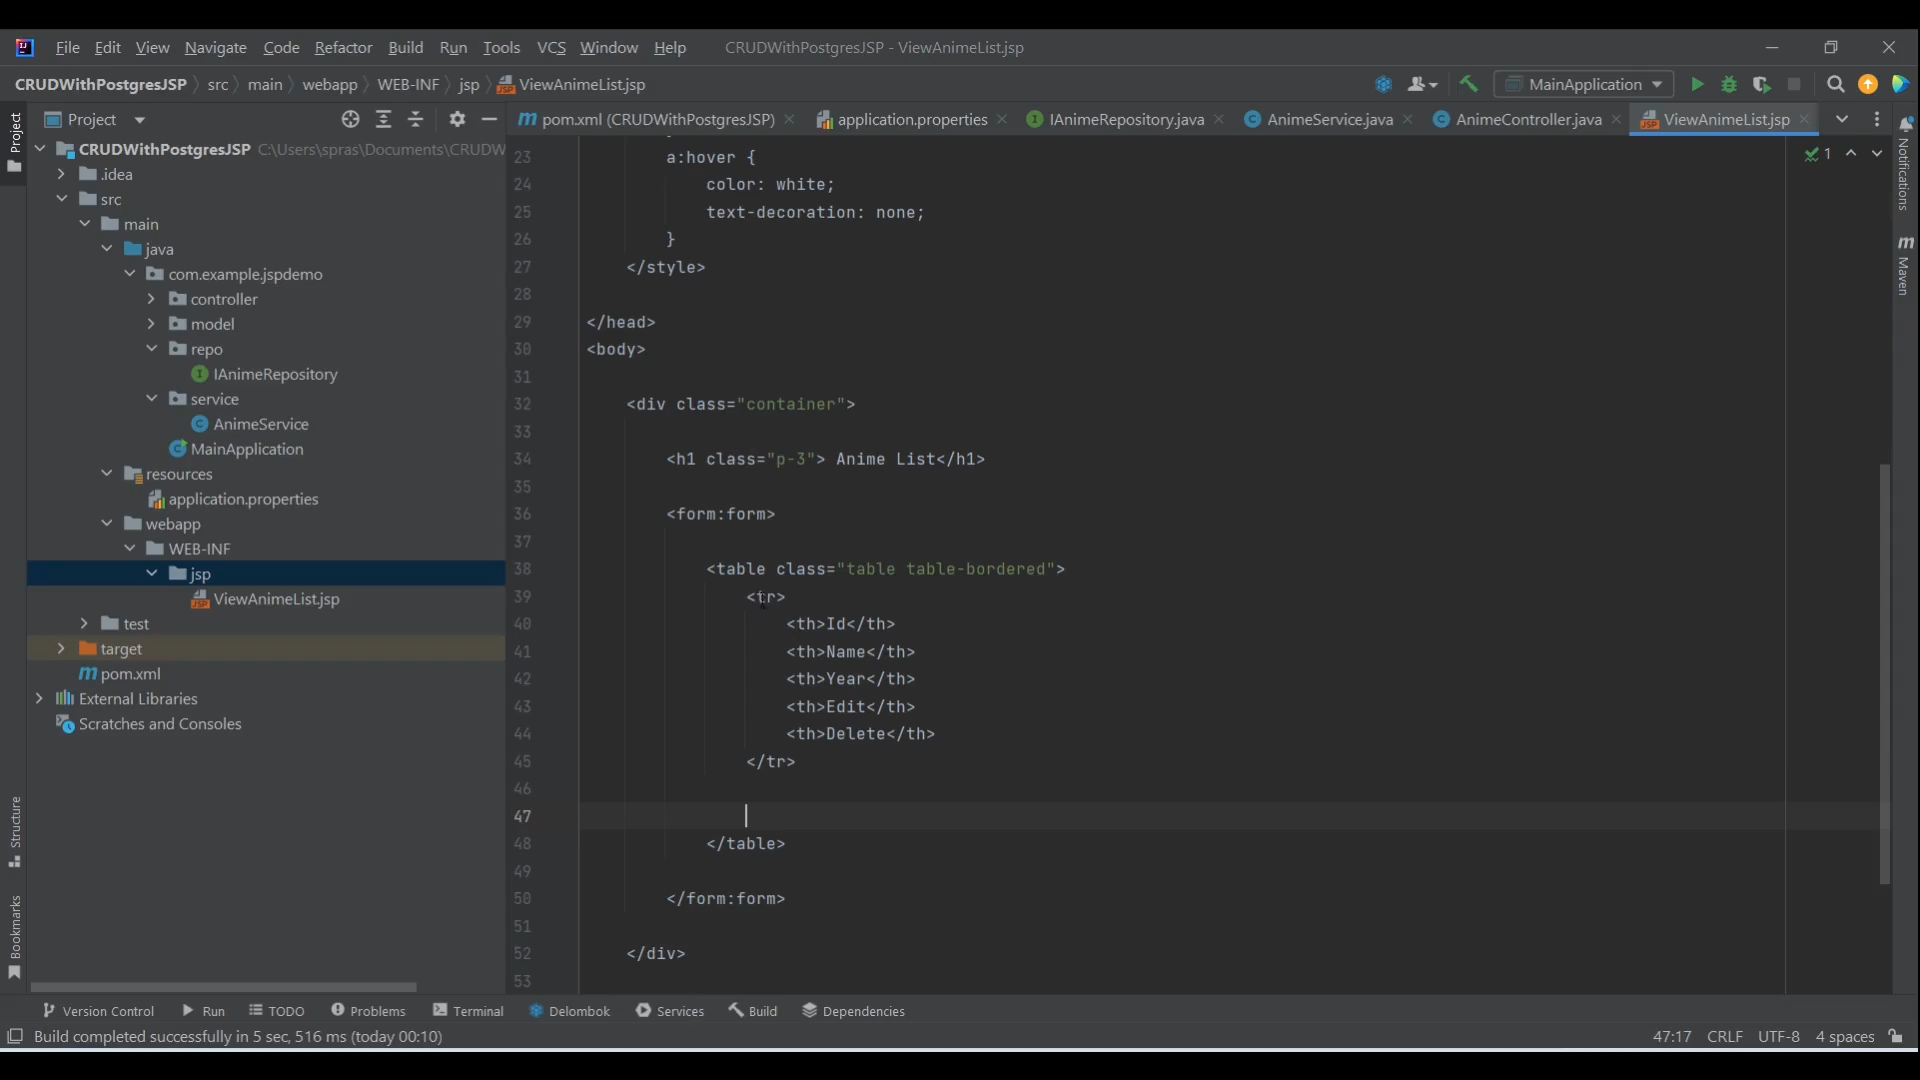 File Edit View Navigate Code Refactor Build Run Tools VCS Window Help CRUDWithPostgresJSP - ViewAnimeList.jsp
CRUDWithPostgresJSP src main webapp WEB-INF jsp ViewAnimeList.jsp MainApplication
Project
Project
pom.xml (CRUDWithPostgresJSP) application.properties IAnimeRepository.java AnimeService.java AnimeController.java ViewAnimeList.jsp
CRUDWithPostgresJSP C:\Users\spras\Documents\CRUDW
.idea
src
main
java
com.example.jspdemo
controller
model
repo
IAnimeRepository
service
AnimeService
MainApplication
resources
application.properties
webapp
WEB-INF
jsp
ViewAnimeList.jsp
test
target
pom.xml
External Libraries
Scratches and Consoles
Structure
Bookmarks
23 a:hover {
24 color: white;
25 text-decoration: none;
26 }
27 </style>
28
29 </head>
30 <body>
31
32 <div class="container">
33
34 <h1 class="p-3"> Anime List</h1>
35
36 <form:form>
37
38 <table class="table table-bordered">
39 <tr>
40 <th>Id</th>
41 <th>Name</th>
42 <th>Year</th>
43 <th>Edit</th>
44 <th>Delete</th>
45 </tr>
46
47
48 </table>
49
50 </form:form>
51
52 </div>
53
1
Notifications
Maven
Version Control Run TODO Problems Terminal Delombok Services Build Dependencies
Build completed successfully in 5 sec, 516 ms (today 00:10) 47:17 CRLF UTF-8 4 spaces